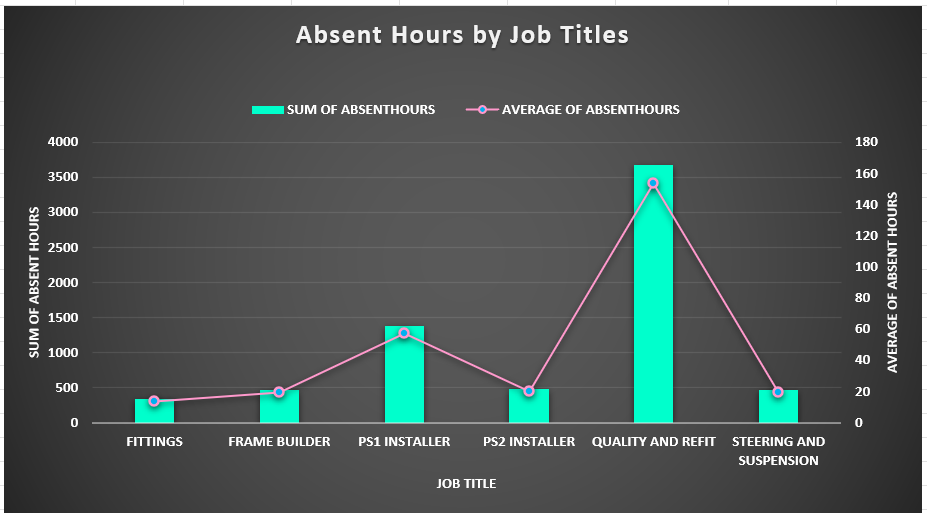 Absent Hours by Job Titles
SUM OF ABSENTHOURS
AVERAGE OF ABSENTHOURS
SUM OF ABSENT HOURS
4000
3500
3000
2500
2000
1500
1000
500
0
180
160
140
120
100
80
60
40
20
0
AVERAGE OF ABSENT HOURS
FITTINGS
FRAME BUILDER
PS1 INSTALLER
PS2 INSTALLER
QUALITY AND REFIT
STEERING AND
SUSPENSION
JOB TITLE